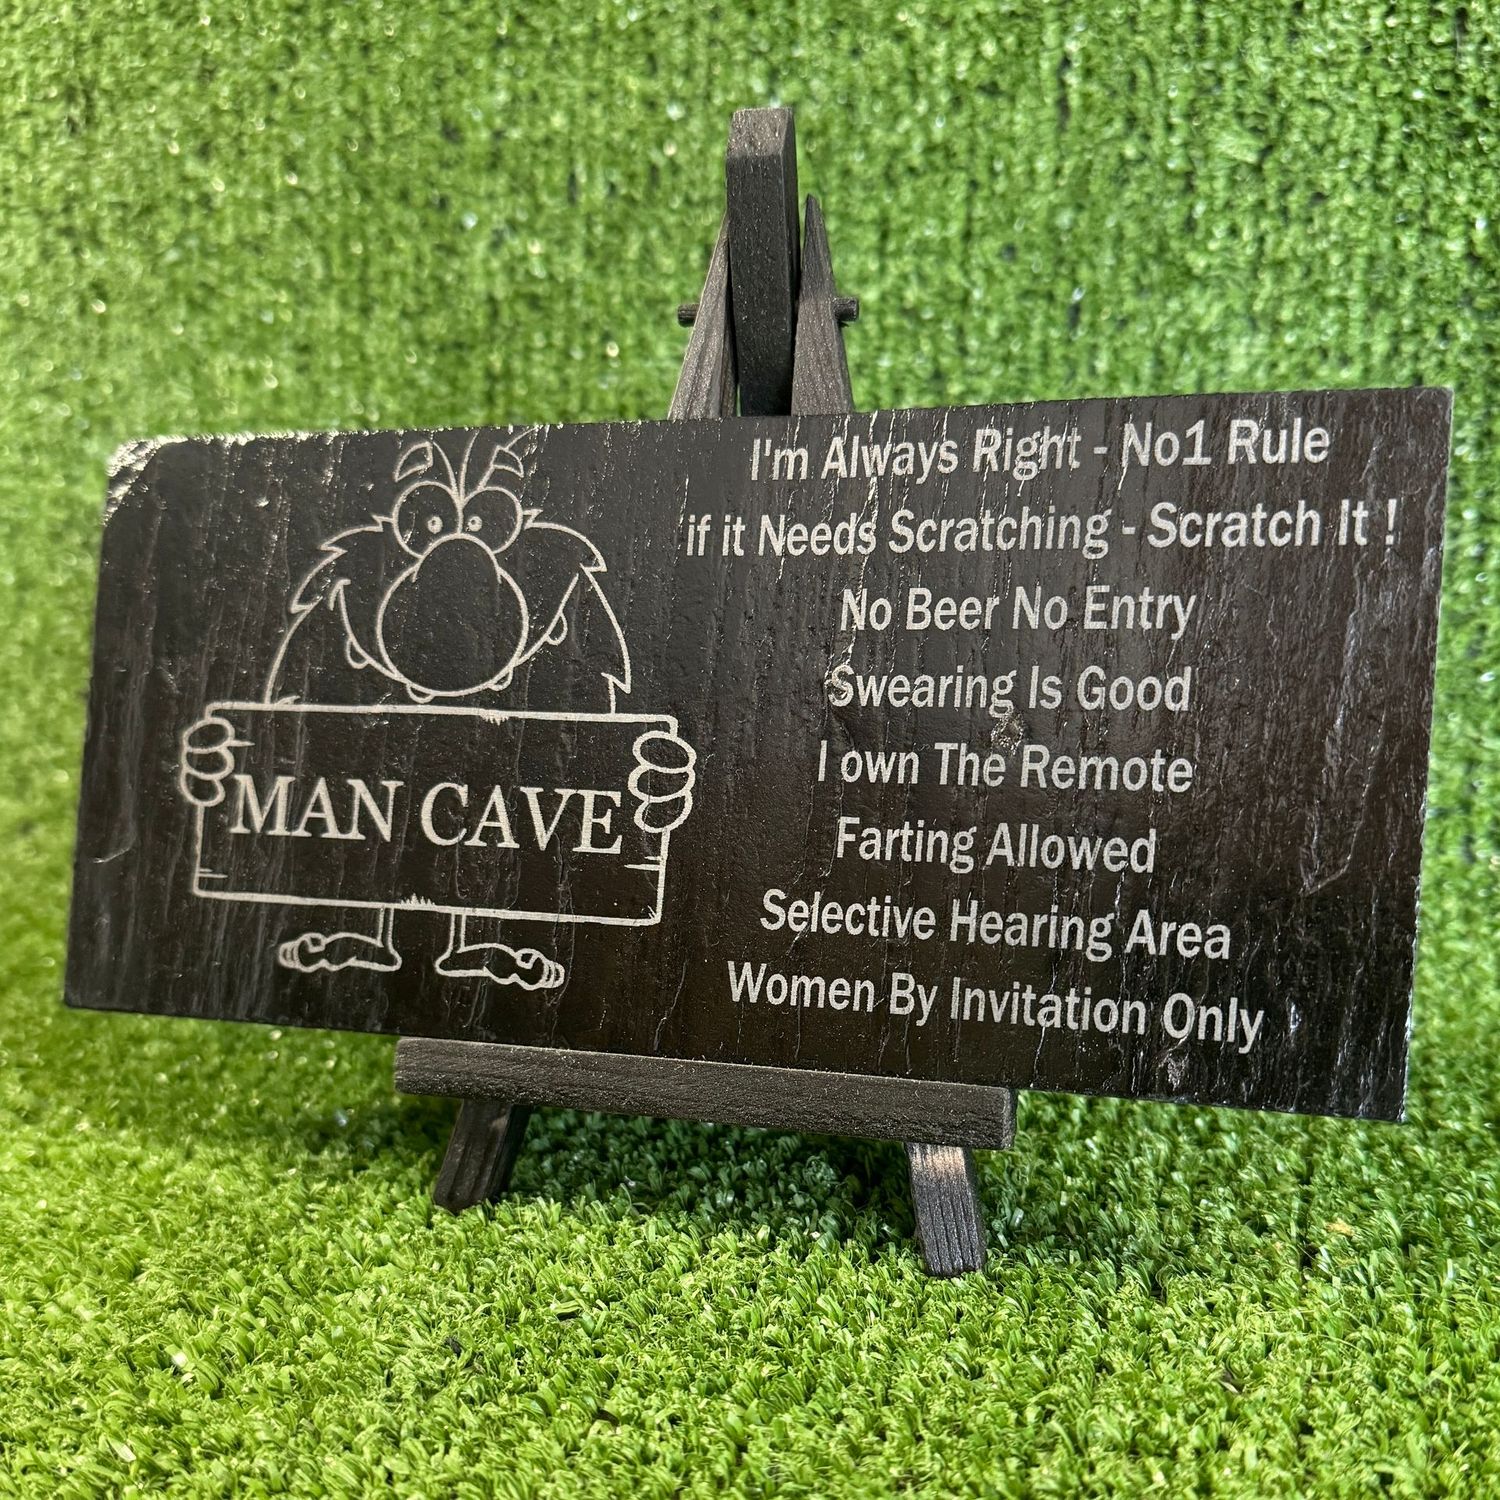 MAN CAVE
I'm Always Right - No1 Rule
if it Needs Scratching - Scratch It !
No Beer No Entry
Swearing Is Good
I own The Remote
Farting Allowed
Selective Hearing Area
Women By Invitation Only